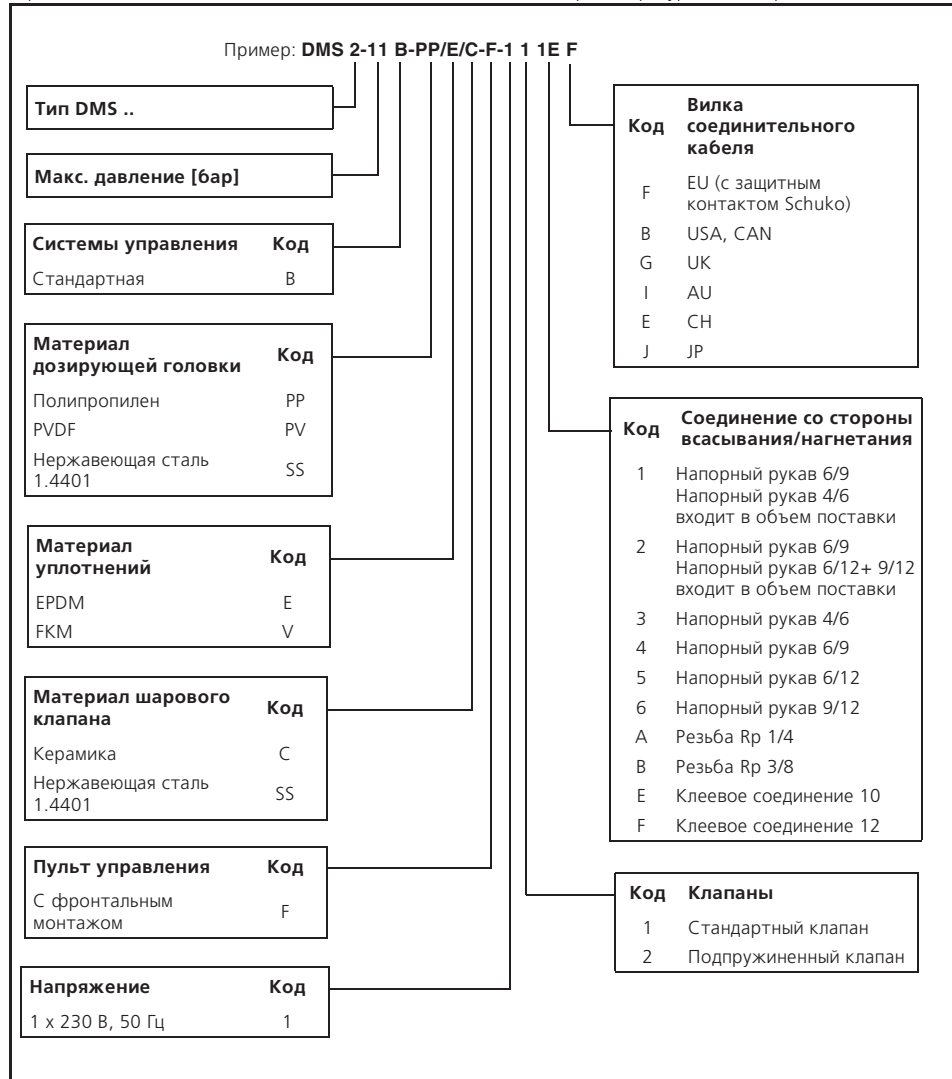 Пример: DMS 2-11 B-PP/E/C-F-1 1 1E F
Тип DMS ..
Макс. давление [бар]
Системы управления Код
Стандартная B
Материал
дозирующей головки Код
Полипропилен PP
PVDF PV
Нержавеющая сталь
1.4401 SS
Материал
уплотнений Код
EPDM E
FKM V
Материал шарового
клапана Код
Керамика C
Нержавеющая сталь
1.4401 SS
Пульт управления Код
С фронтальным
монтажом F
Напряжение Код
1 x 230 В, 50 Гц 1
Код Вилка
соединительного
кабеля
F EU (с защитным
контактом Schuko)
B USA, CAN
G UK
I AU
E CH
J JP
Код Соединение со стороны
всасывания/нагнетания
1 Напорный рукав 6/9
Напорный рукав 4/6
входит в объем поставки
2 Напорный рукав 6/9
Напорный рукав 6/12+ 9/12
входит в объем поставки
3 Напорный рукав 4/6
4 Напорный рукав 6/9
5 Напорный рукав 6/12
6 Напорный рукав 9/12
A Резьба Rp 1/4
B Резьба Rp 3/8
E Клеевое соединение 10
F Клеевое соединение 12
Код Клапаны
1 Стандартный клапан
2 Подпружиненный клапан